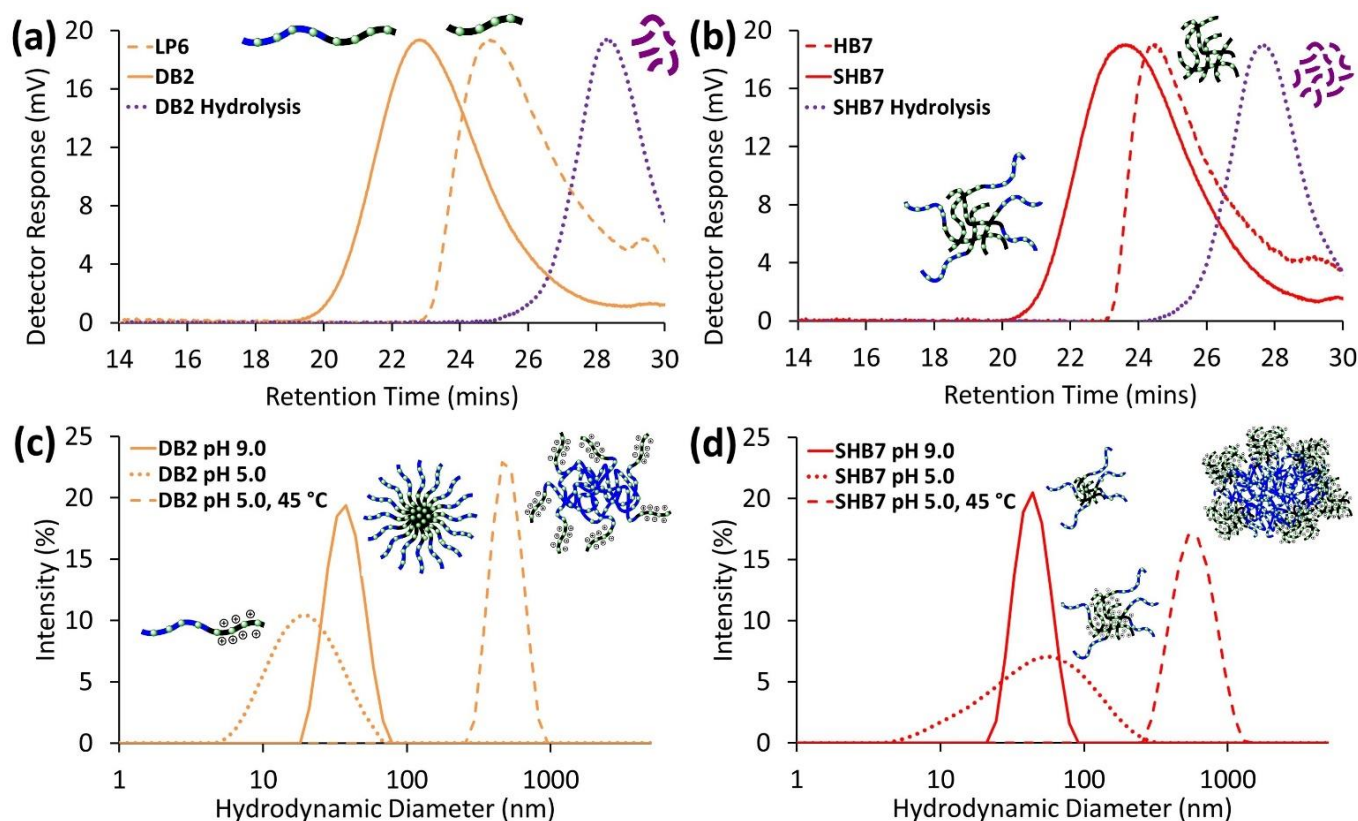 (a)
LP6
DB2
DB2 Hydrolysis
20
16
12
8
4
0
Detector Response (mV)
14 16 18 20 22 24 26 28 30
Retention Time (mins)
(b)
HB7
SHB7
SHB7 Hydrolysis
20
16
12
8
4
0
Detector Response (mV)
14 16 18 20 22 24 26 28 30
Retention Time (mins)
(c)
DB2 pH 9.0
DB2 pH 5.0
DB2 pH 5.0, 45 °C
25
20
15
10
5
0
Intensity (%)
1 10 100 1000
Hydrodynamic Diameter (nm)
(d)
SHB7 pH 9.0
SHB7 pH 5.0
SHB7 pH 5.0, 45 °C
25
20
15
10
5
0
Intensity (%)
1 10 100 1000
Hydrodynamic Diameter (nm)